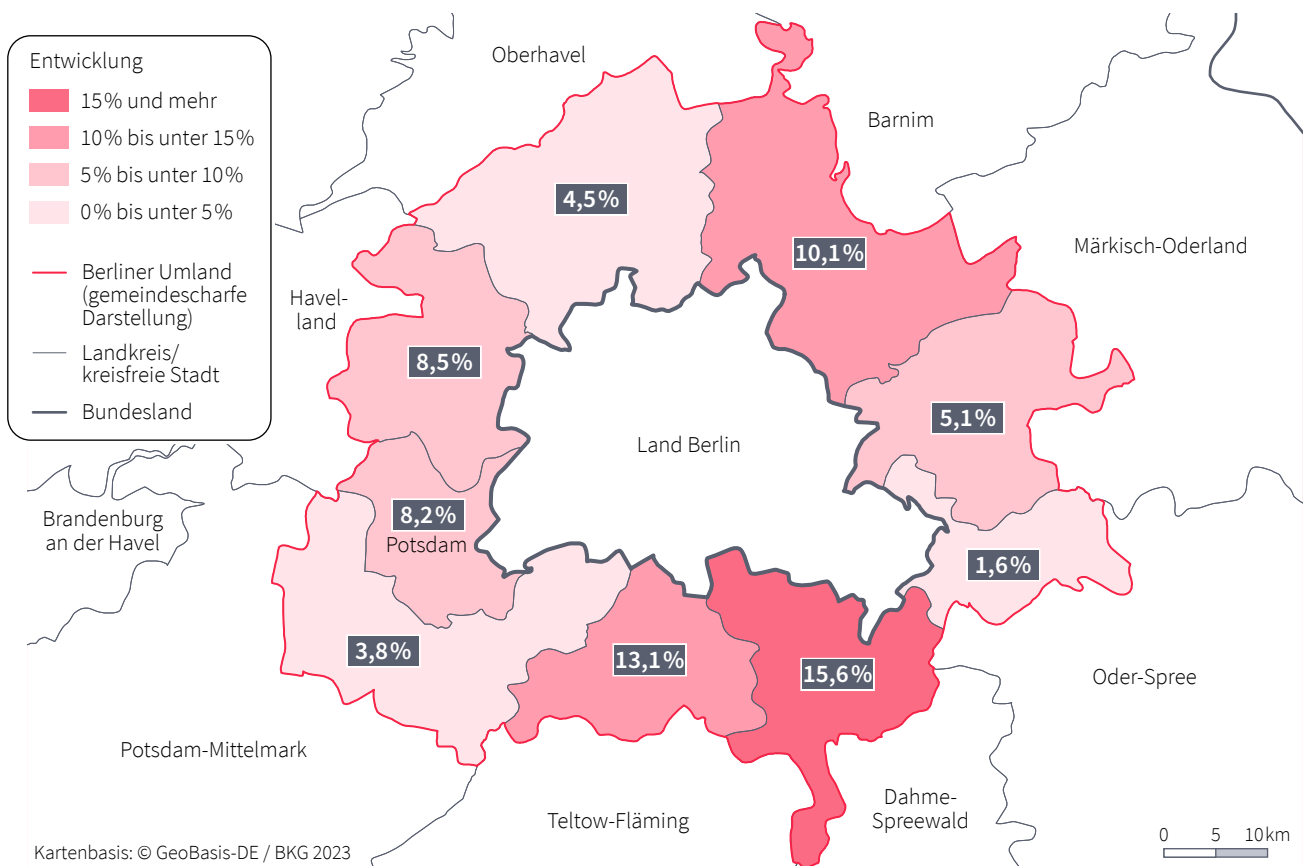 Entwicklung
15% und mehr
10% bis unter 15%
5% bis unter 10%
0% bis unter 5%
Berliner Umland
(gemeindescharfe
Darstellung)
Landkreis/
kreisfreie Stadt
Bundesland
Oberhavel
Barnim
4,5%
10,1%
Märkisch-Oderland
Havel-
land
8,5%
5,1%
Land Berlin
8,2%
Potsdam
Brandenburg
an der Havel
1,6%
3,8%
13,1%
15,6%
Oder-Spree
Potsdam-Mittelmark
Teltow-Fläming
Dahme-
Spreewald
Kartenbasis: © GeoBasis-DE / BKG 2023
0 5 10 km